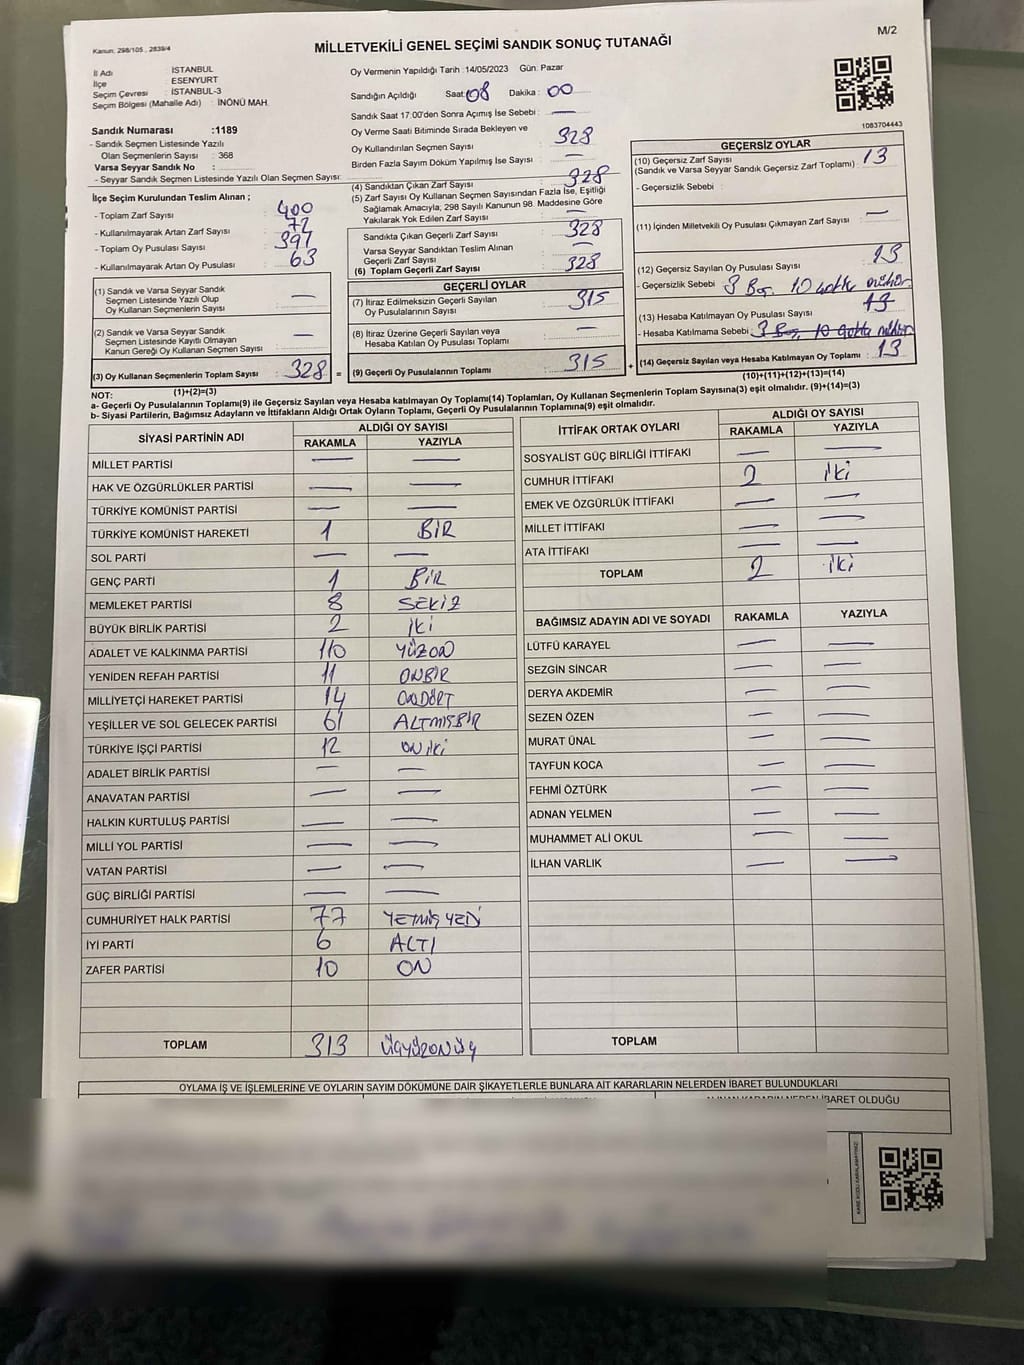 M/2
Kanun: 298/105 , 2839/4
MİLLETVEKİLİ GENEL SEÇİMİ SANDIK SONUÇ TUTANAĞI
İl Adı : İSTANBUL
İlçe : ESENYURT
Seçim Çevresi : İSTANBUL-3
Seçim Bölgesi (Mahalle Adı) : İNÖNÜ MAH.
Sandık Numarası :1189
- Sandık Seçmen Listesinde Yazılı
Olan Seçmenlerin Sayısı : 368
Varsa Seyyar Sandık No :
- Seyyar Sandık Seçmen Listesinde Yazılı Olan Seçmen Sayısı:
Oy Vermenin Yapıldığı Tarih :14/05/2023 Gün: Pazar
Sandığın Açıldığı Saat: 08 Dakika : 00
Sandık Saat 17:00'den Sonra Açımış İse Sebebi : —
Oy Verme Saati Bitiminde Sırada Bekleyen ve
Oy Kullandırılan Seçmen Sayısı : 328
Birden Fazla Sayım Döküm Yapılmış İse Sayısı : —
1083704443
İlçe Seçim Kurulundan Teslim Alınan ;
- Toplam Zarf Sayısı : 400
- Kullanılmayarak Artan Zarf Sayısı : 72
- Toplam Oy Pusulası Sayısı : 391
- Kullanılmayarak Artan Oy Pusulası : 63
(1) Sandık ve Varsa Seyyar Sandık
Seçmen Listesinde Yazılı Olup
Oy Kullanan Seçmenlerin Sayısı : —
(2) Sandık ve Varsa Seyyar Sandık
Seçmen Listesinde Kayıtlı Olmayan
Kanun Gereği Oy Kullanan Seçmen Sayısı : —
(3) Oy Kullanan Seçmenlerin Toplam Sayısı : 328 =
(1)+(2)=(3)
(4) Sandıktan Çıkan Zarf Sayısı : 328
(5) Zarf Sayısı Oy Kullanan Seçmen Sayısından Fazla İse, Eşitliği
Sağlamak Amacıyla, 298 Sayılı Kanunun 98. Maddesine Göre
Yakılarak Yok Edilen Zarf Sayısı : —
Sandıkta Çıkan Geçerli Zarf Sayısı : 328
Varsa Seyyar Sandıktan Teslim Alınan
Geçerli Zarf Sayısı : —
(6) Toplam Geçerli Zarf Sayısı : 328
GEÇERLİ OYLAR
(7) İtiraz Edilmeksizin Geçerli Sayılan
Oy Pusulalarının Sayısı : 315
(8) İtiraz Üzerine Geçerli Sayılan veya
Hesaba Katılan Oy Pusulası Toplamı : —
(9) Geçerli Oy Pusulalarının Toplamı : 315 +
GEÇERSİZ OYLAR
(10) Geçersiz Zarf Sayısı
(Sandık ve Varsa Seyyar Sandık Geçersiz Zarf Toplamı) : 13
- Geçersizlik Sebebi :
(11) İçinden Milletvekili Oy Pusulası Çıkmayan Zarf Sayısı : —
(12) Geçersiz Sayılan Oy Pusulası Sayısı : 13
- Geçersizlik Sebebi : 3 Boş, 10 mühür
(13) Hesaba Katılmayan Oy Pusulası Sayısı : 13
- Hesaba Katılmama Sebebi : 3 Boş, 10 mühür
(14) Geçersiz Sayılan veya Hesaba Katılmayan Oy Toplamı : 13
(10)+(11)+(12)+(13)=(14)
NOT:
a- Geçerli Oy Pusulalarının Toplamı(9) ile Geçersiz Sayılan veya Hesaba katılmayan Oy Toplamı(14) Toplamları, Oy Kullanan Seçmenlerin Toplam Sayısına(3) eşit olmalıdır. (9)+(14)=(3)
b- Siyasi Partilerin, Bağımsız Adayların ve İttifakların Aldığı Ortak Oyların Toplamı, Geçerli Oy Pusulalarının Toplamına(9) eşit olmalıdır.
SİYASİ PARTİNİN ADI ALDIĞI OY SAYISI
RAKAMLA YAZIYLA
MİLLET PARTİSİ — —
HAK VE ÖZGÜRLÜKLER PARTİSİ — —
TÜRKİYE KOMÜNİST PARTİSİ — —
TÜRKİYE KOMÜNİST HAREKETİ 1 BİR
SOL PARTİ — —
GENÇ PARTİ 1 BİR
MEMLEKET PARTİSİ 8 SEKİZ
BÜYÜK BİRLİK PARTİSİ 2 İKİ
ADALET VE KALKINMA PARTİSİ 110 YÜZON
YENİDEN REFAH PARTİSİ 11 ONBİR
MİLLİYETÇİ HAREKET PARTİSİ 14 ONDÖRT
YEŞİLLER VE SOL GELECEK PARTİSİ 61 ALTMIŞBİR
TÜRKİYE İŞÇİ PARTİSİ 12 ON İKİ
ADALET BİRLİK PARTİSİ — —
ANAVATAN PARTİSİ — —
HALKIN KURTULUŞ PARTİSİ — —
MİLLİ YOL PARTİSİ — —
VATAN PARTİSİ — —
GÜÇ BİRLİĞİ PARTİSİ — —
CUMHURİYET HALK PARTİSİ 77 YETMİŞ YEDİ
İYİ PARTİ 6 ALTI
ZAFER PARTİSİ 10 ON
TOPLAM 313 ÜÇYÜZONÜÇ
İTTİFAK ORTAK OYLARI ALDIĞI OY SAYISI
RAKAMLA YAZIYLA
SOSYALİST GÜÇ BİRLİĞİ İTTİFAKI — —
CUMHUR İTTİFAKI 2 İKİ
EMEK VE ÖZGÜRLÜK İTTİFAKI — —
MİLLET İTTİFAKI — —
ATA İTTİFAKI — —
TOPLAM 2 İKİ
BAĞIMSIZ ADAYIN ADI VE SOYADI RAKAMLA YAZIYLA
LÜTFÜ KARAYEL — —
SEZGİN SİNCAR — —
DERYA AKDEMİR — —
SEZEN ÖZEN — —
MURAT ÜNAL — —
TAYFUN KOCA — —
FEHMİ ÖZTÜRK — —
ADNAN YELMEN — —
MUHAMMET ALİ OKUL — —
İLHAN VARLIK — —
TOPLAM
OYLAMA İŞ VE İŞLEMLERİNE VE OYLARIN SAYIM DÖKÜMÜNE DAİR ŞİKAYETLERLE BUNLARA AİT KARARLARIN NELERDEN İBARET BULUNDUKLARI
İBARET OLDUĞU